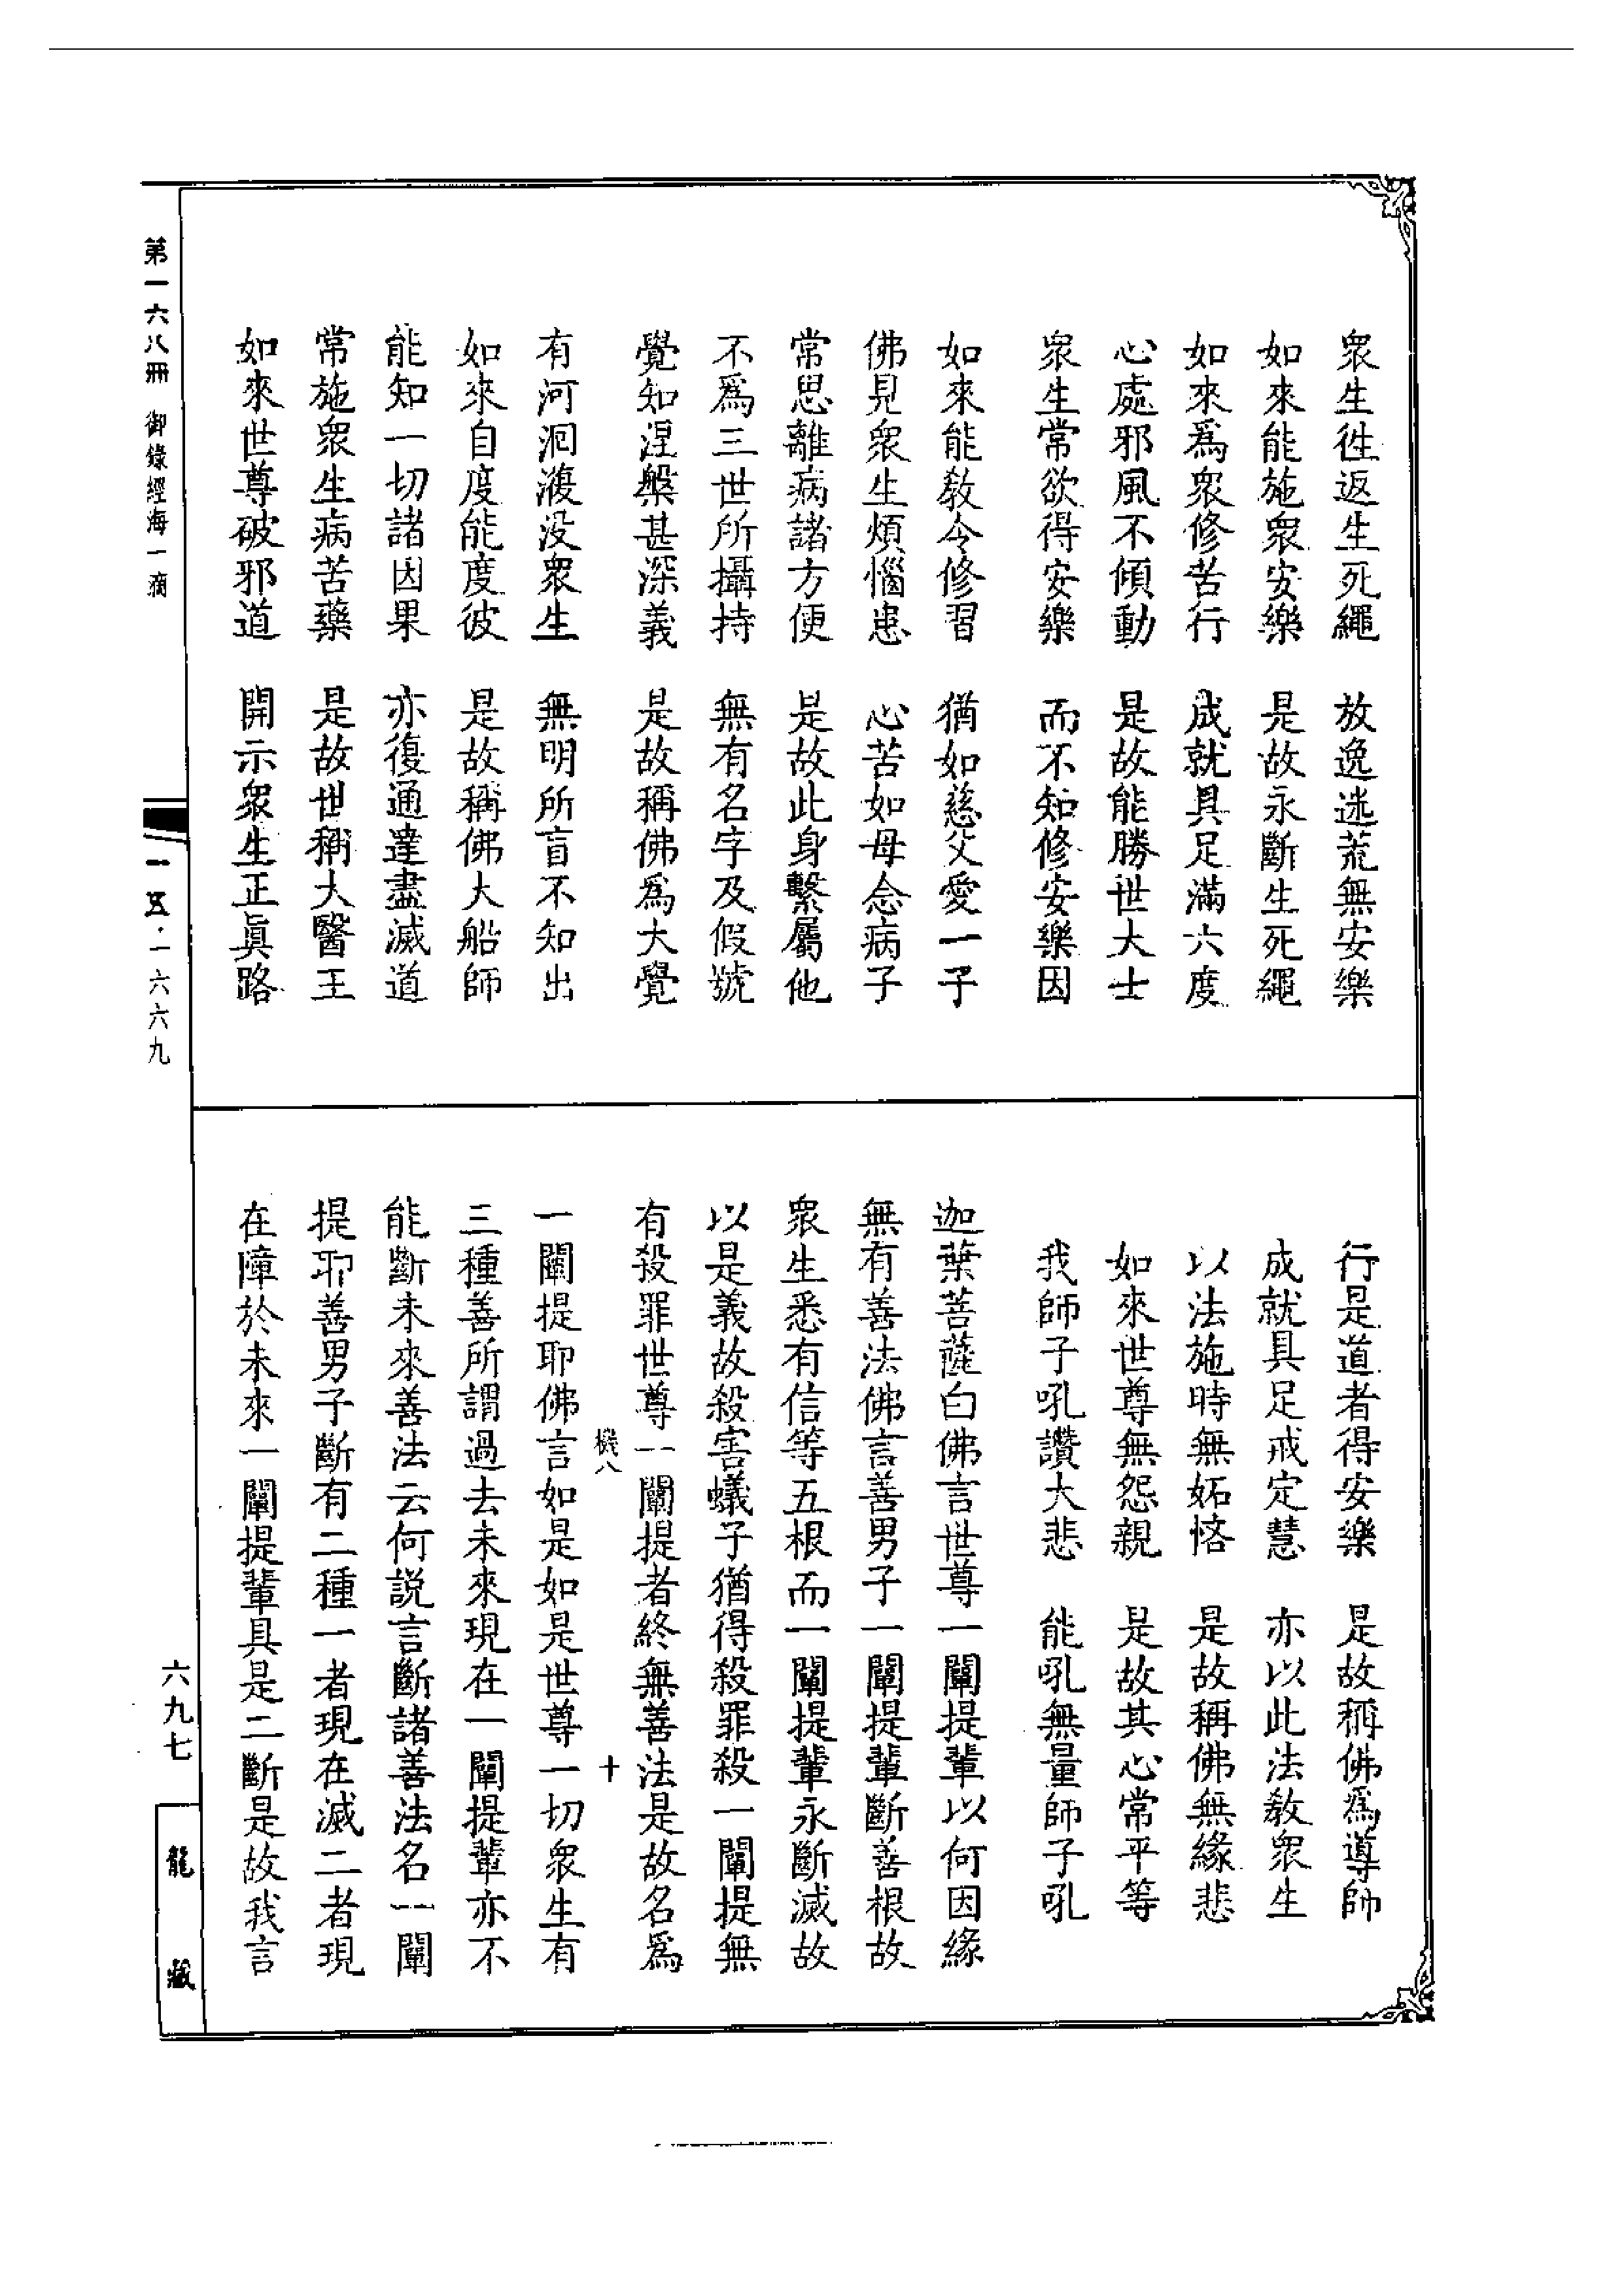 衆生徃返生死繩　放逸迷荒無安樂
如來能施衆安樂　是故永斷生死繩
如來爲衆修苦行　成就具足滿六度
心處邪風不傾動　是故能勝世大士
衆生常欲得安樂　而不知修安樂因
如來能敎令修習　猶如慈父愛一子
佛見衆生煩惱患　心苦如母念病子
常思離病諸方便　是故此身繫屬他
不爲三世所攝持　無有名字及假號
覺知涅槃甚深義　是故稱佛爲大覺
有河洄澓没衆生　無明所盲不知出
如來自度能度彼　是故稱佛大船師
能知一切諸因果　亦復通達盡滅道
常施衆生病苦藥　是故世稱大醫王
如來世尊破邪道　開示衆生正眞路
行是道者得安樂　是故稱佛爲導師
成就具足戒定慧　亦以此法敎衆生
以法施時無妬悋　是故稱佛無緣悲
如來世尊無怨親　是故其心常平等
我師子吼讚大悲　能吼無量師子吼
迦葉菩薩白佛言世尊一闡提輩以何因緣
無有善法佛言善男子一闡提輩斷善根故
衆生悉有信等五根而一闡提輩永斷滅故
以是義故殺害蟻子猶得殺罪殺一闡提無
有殺罪世尊一闡提者終無善法是故名爲
機八　十
一闡提耶佛言如是如是世尊一切衆生有
三種善所謂過去未來現在一闡提輩亦不
能斷未來善法云何説言斷諸善法名一闡
提耶善男子斷有二種一者現在滅二者現
在障於未來一闡提輩具是二斷是故我言
第一六八冊　御錄經海一滴
一五·一六六九
六九七
龍藏